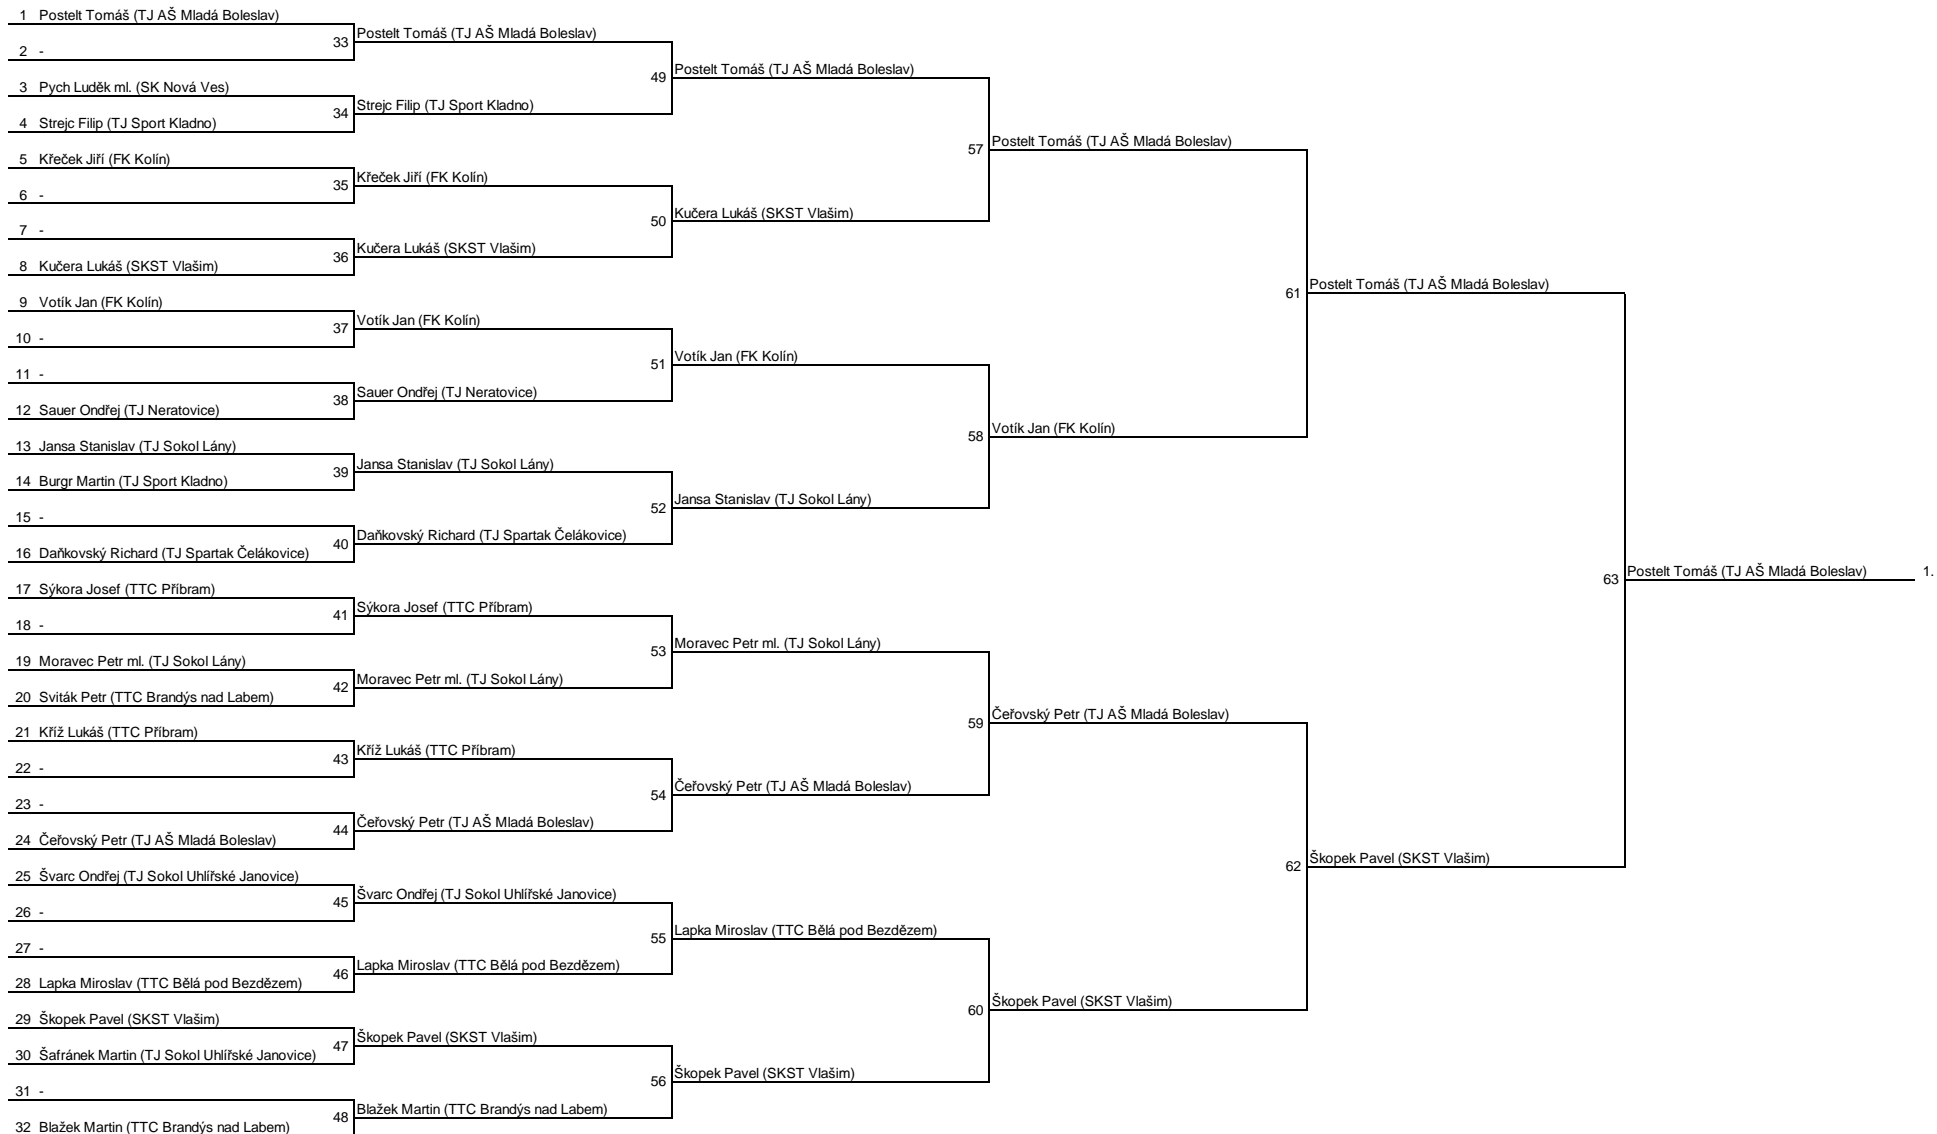 1 Postelt Tomáš (TJ AŠ Mladá Boleslav)
2 -
3 Pych Luděk ml. (SK Nová Ves)
4 Strejc Filip (TJ Sport Kladno)
5 Křeček Jiří (FK Kolín)
6 -
7 -
8 Kučera Lukáš (SKST Vlašim)
9 Votík Jan (FK Kolín)
10 -
11 -
12 Sauer Ondřej (TJ Neratovice)
13 Jansa Stanislav (TJ Sokol Lány)
14 Burgr Martin (TJ Sport Kladno)
15 -
16 Daňkovský Richard (TJ Spartak Čelákovice)
17 Sýkora Josef (TTC Příbram)
18 -
19 Moravec Petr ml. (TJ Sokol Lány)
20 Sviták Petr (TTC Brandýs nad Labem)
21 Kříž Lukáš (TTC Příbram)
22 -
23 -
24 Čeřovský Petr (TJ AŠ Mladá Boleslav)
25 Švarc Ondřej (TJ Sokol Uhlířské Janovice)
26 -
27 -
28 Lapka Miroslav (TTC Bělá pod Bezdězem)
29 Škopek Pavel (SKST Vlašim)
30 Šafránek Martin (TJ Sokol Uhlířské Janovice)
31 -
32 Blažek Martin (TTC Brandýs nad Labem)
33 Postelt Tomáš (TJ AŠ Mladá Boleslav)
34 Strejc Filip (TJ Sport Kladno)
35 Křeček Jiří (FK Kolín)
36 Kučera Lukáš (SKST Vlašim)
37 Votík Jan (FK Kolín)
38 Sauer Ondřej (TJ Neratovice)
39 Jansa Stanislav (TJ Sokol Lány)
40 Daňkovský Richard (TJ Spartak Čelákovice)
41 Sýkora Josef (TTC Příbram)
42 Moravec Petr ml. (TJ Sokol Lány)
43 Kříž Lukáš (TTC Příbram)
44 Čeřovský Petr (TJ AŠ Mladá Boleslav)
45 Švarc Ondřej (TJ Sokol Uhlířské Janovice)
46 Lapka Miroslav (TTC Bělá pod Bezdězem)
47 Škopek Pavel (SKST Vlašim)
48 Blažek Martin (TTC Brandýs nad Labem)
49 Postelt Tomáš (TJ AŠ Mladá Boleslav)
50 Kučera Lukáš (SKST Vlašim)
51 Votík Jan (FK Kolín)
52 Jansa Stanislav (TJ Sokol Lány)
53 Moravec Petr ml. (TJ Sokol Lány)
54 Čeřovský Petr (TJ AŠ Mladá Boleslav)
55 Lapka Miroslav (TTC Bělá pod Bezdězem)
56 Škopek Pavel (SKST Vlašim)
57 Postelt Tomáš (TJ AŠ Mladá Boleslav)
58 Votík Jan (FK Kolín)
59 Čeřovský Petr (TJ AŠ Mladá Boleslav)
60 Škopek Pavel (SKST Vlašim)
61 Postelt Tomáš (TJ AŠ Mladá Boleslav)
62 Škopek Pavel (SKST Vlašim)
63 Postelt Tomáš (TJ AŠ Mladá Boleslav) 1.